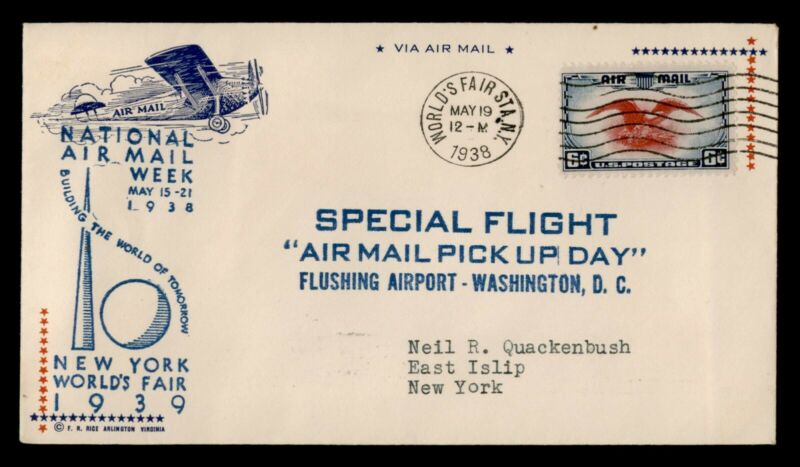 ★ VIA AIR MAIL ★
AIR MAIL
NATIONAL
AIR MAIL
WEEK
MAY 15-21
1938
BUILDING THE WORLD OF TOMORROW
NEW YORK
WORLD'S FAIR
1939
© F. R. RICE ARLINGTON VIRGINIA
WORLD'S FAIR STA. N.Y.
MAY 19
12-M
1938
AIR MAIL
6¢ U.S. POSTAGE 6¢
SPECIAL FLIGHT
"AIR MAIL PICK UP DAY"
FLUSHING AIRPORT - WASHINGTON, D. C.
Neil R. Quackenbush
East Islip
New York